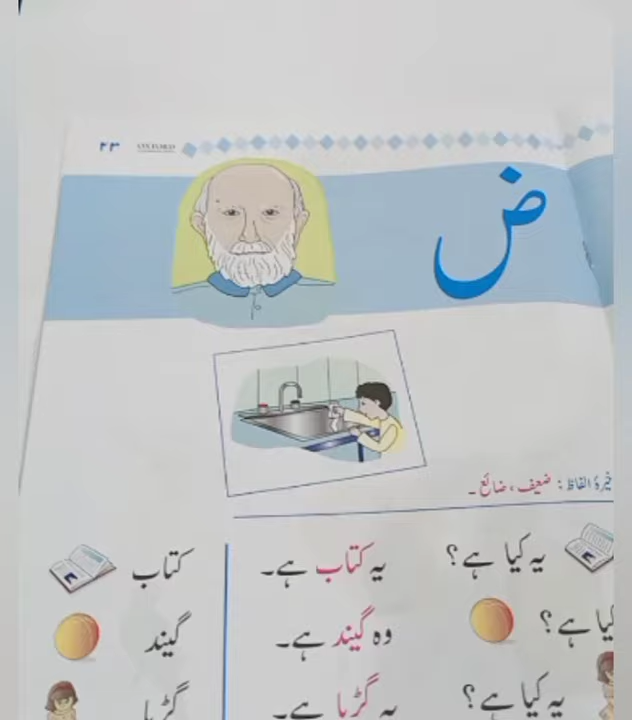 ۲۳
ض
ذخیرۂ الفاظ : ضعیف ، ضائع ۔
یہ کیا ہے؟ یہ کتاب ہے۔ کتاب
کیا ہے؟ وہ گیند ہے۔ گیند
یہ کیا ہے؟ یہ گڑیا ہے۔ گڑیا